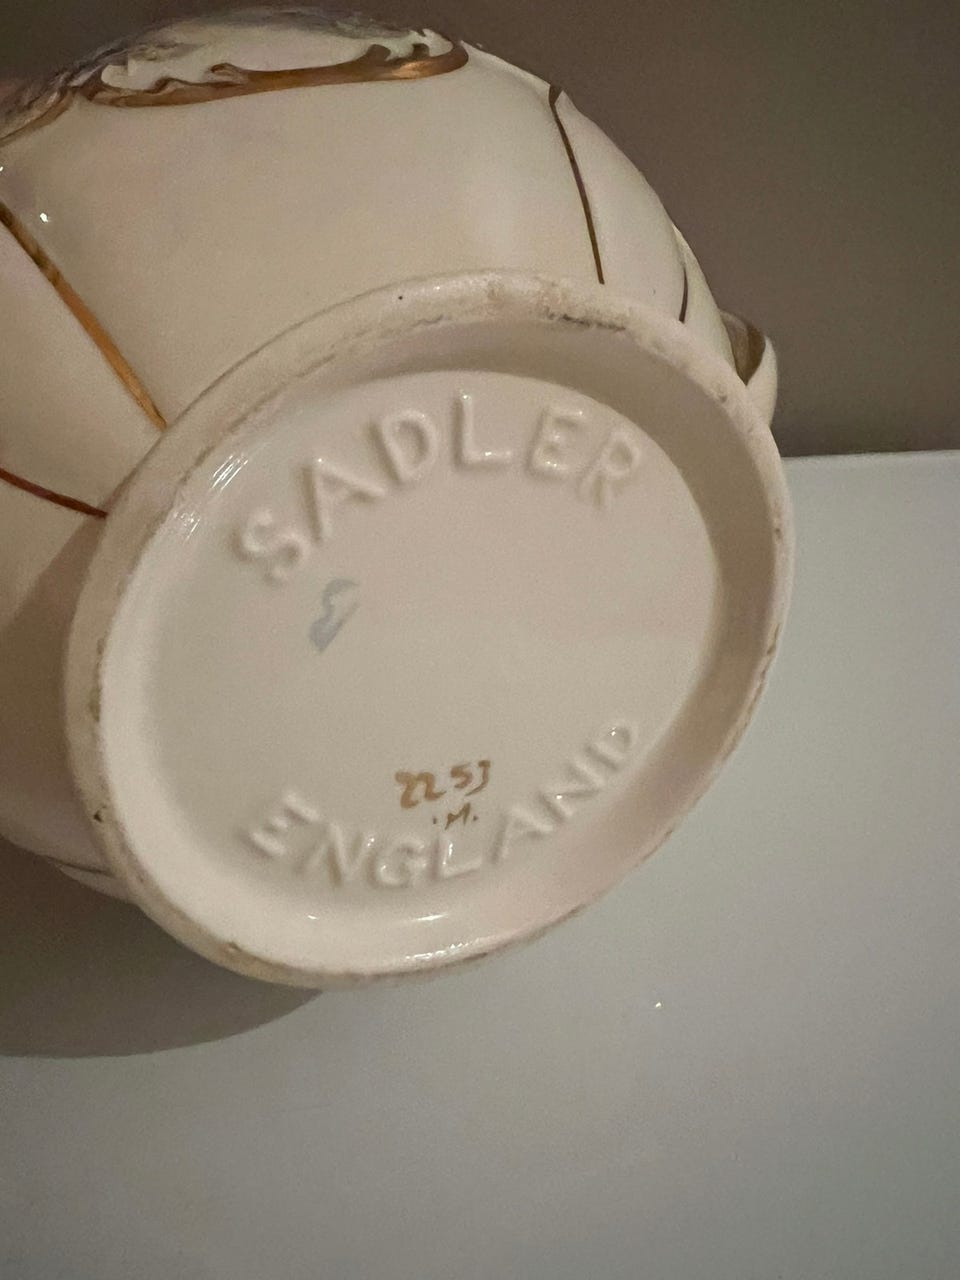 SADLER
2253
.M.
ENGLAND